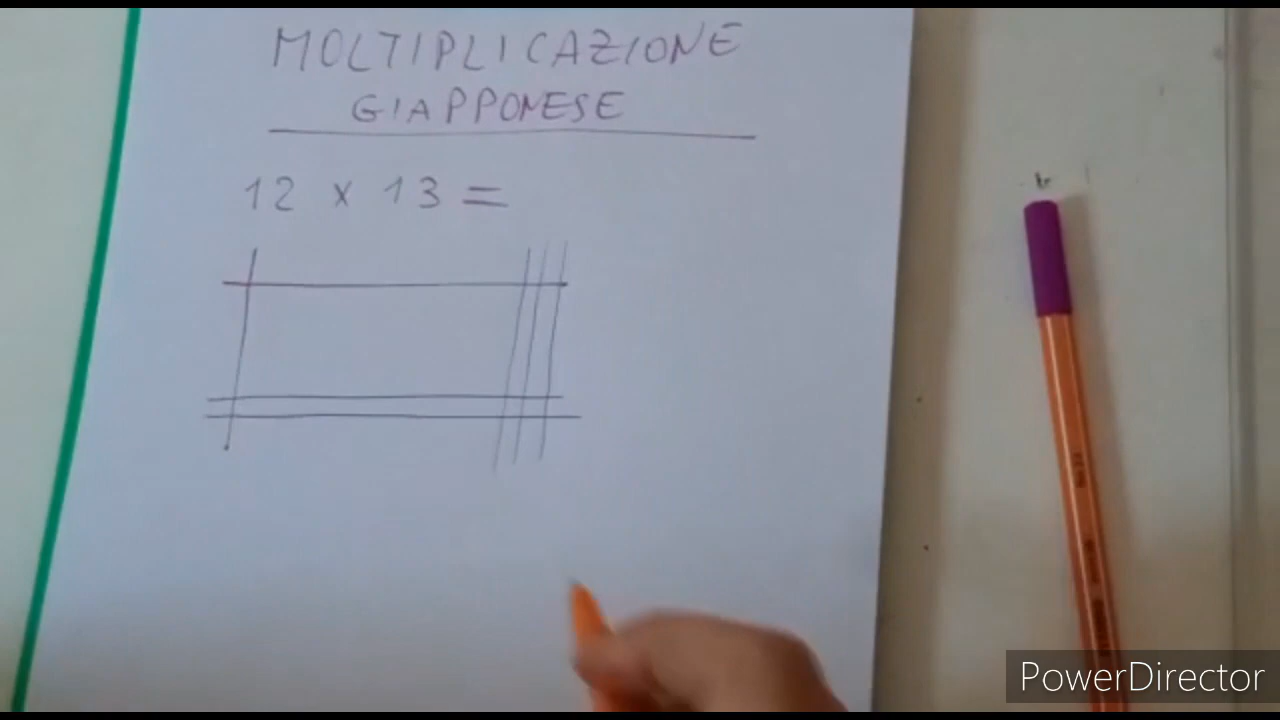 MOLTIPLICAZIONE
GIAPPONESE
12 x 13 =
PowerDirector